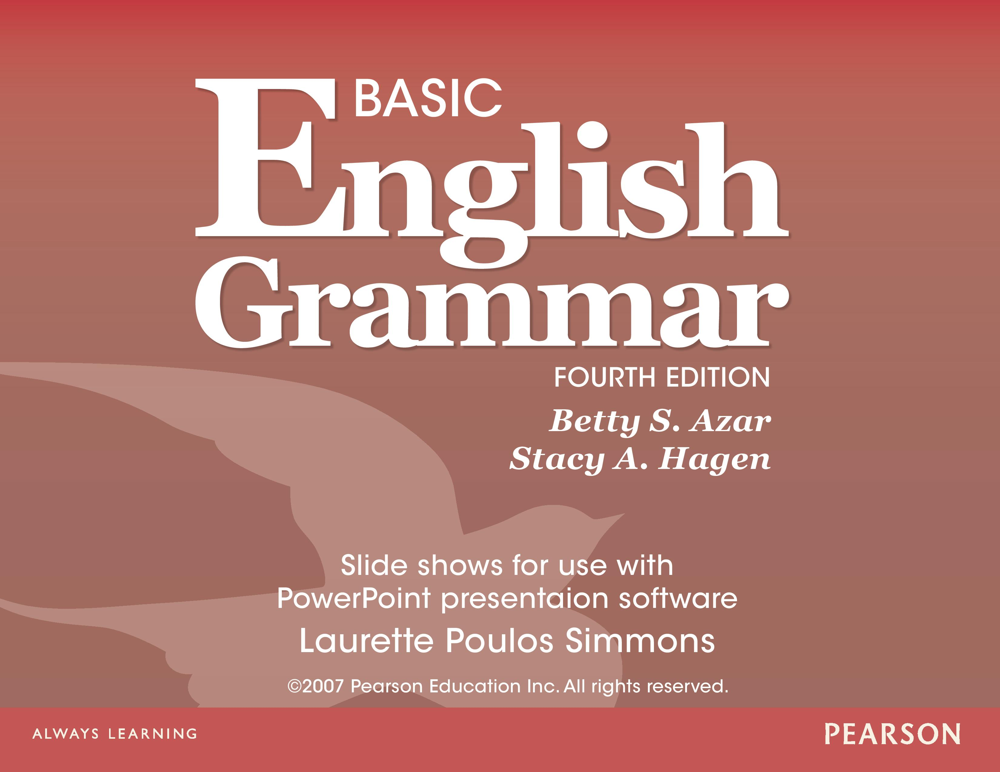 BASIC
English
Grammar
FOURTH EDITION
Betty S. Azar
Stacy A. Hagen
Slide shows for use with
PowerPoint presentaion software
Laurette Poulos Simmons
©2007 Pearson Education Inc. All rights reserved.
ALWAYS LEARNING
PEARSON